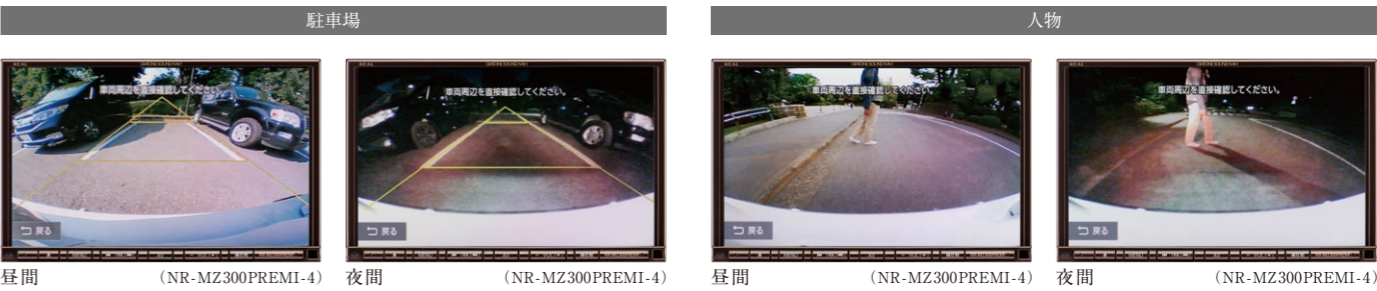 駐車場
人物
車両周辺を直接確認してください。
車両周辺を直接確認してください。
車両周辺を直接確認してください。
車両周辺を直接確認してください。
戻る
戻る
戻る
戻る
昼間 (NR-MZ300PREMI-4)
夜間 (NR-MZ300PREMI-4)
昼間 (NR-MZ300PREMI-4)
夜間 (NR-MZ300PREMI-4)